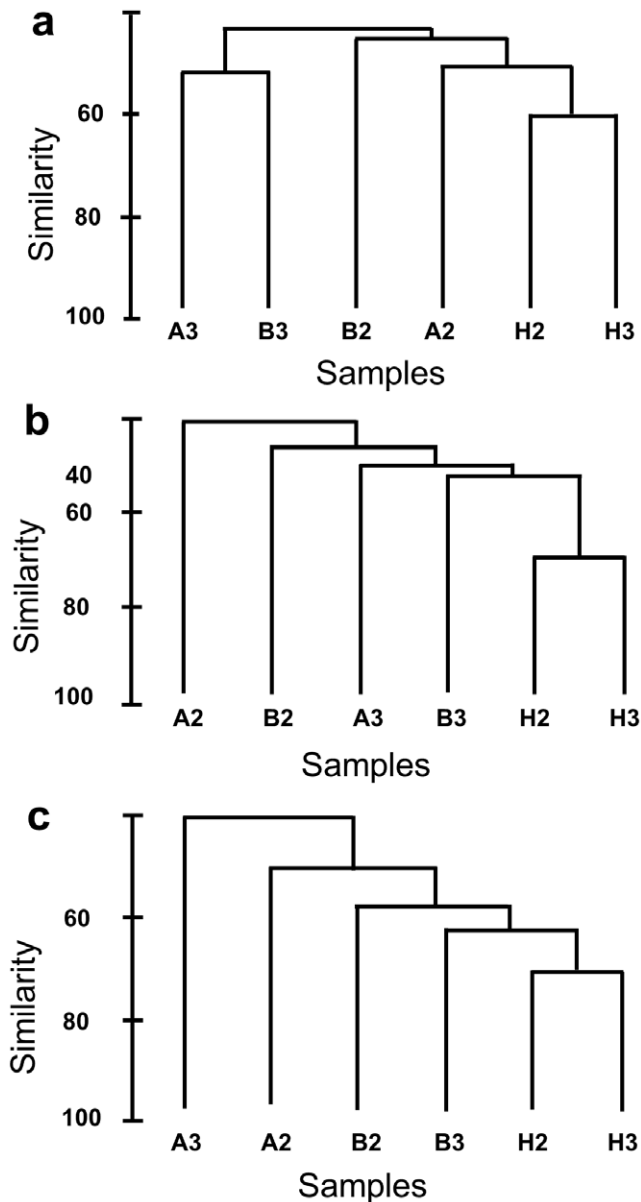 a
Similarity
60
80
100
A3 B3 B2 A2 H2 H3
Samples
b
Similarity
40
60
80
100
A2 B2 A3 B3 H2 H3
Samples
c
Similarity
60
80
100
A3 A2 B2 B3 H2 H3
Samples